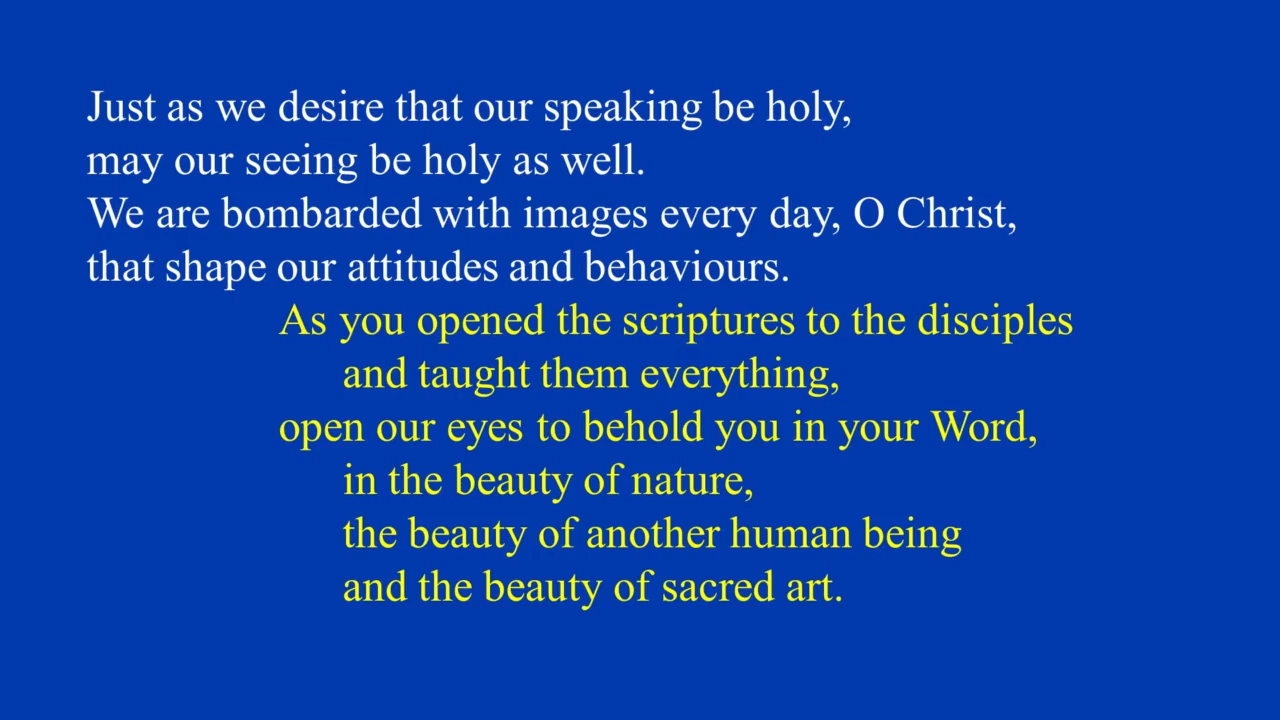 Just as we desire that our speaking be holy,
may our seeing be holy as well.
We are bombarded with images every day, O Christ,
that shape our attitudes and behaviours.
As you opened the scriptures to the disciples
and taught them everything,
open our eyes to behold you in your Word,
in the beauty of nature,
the beauty of another human being
and the beauty of sacred art.